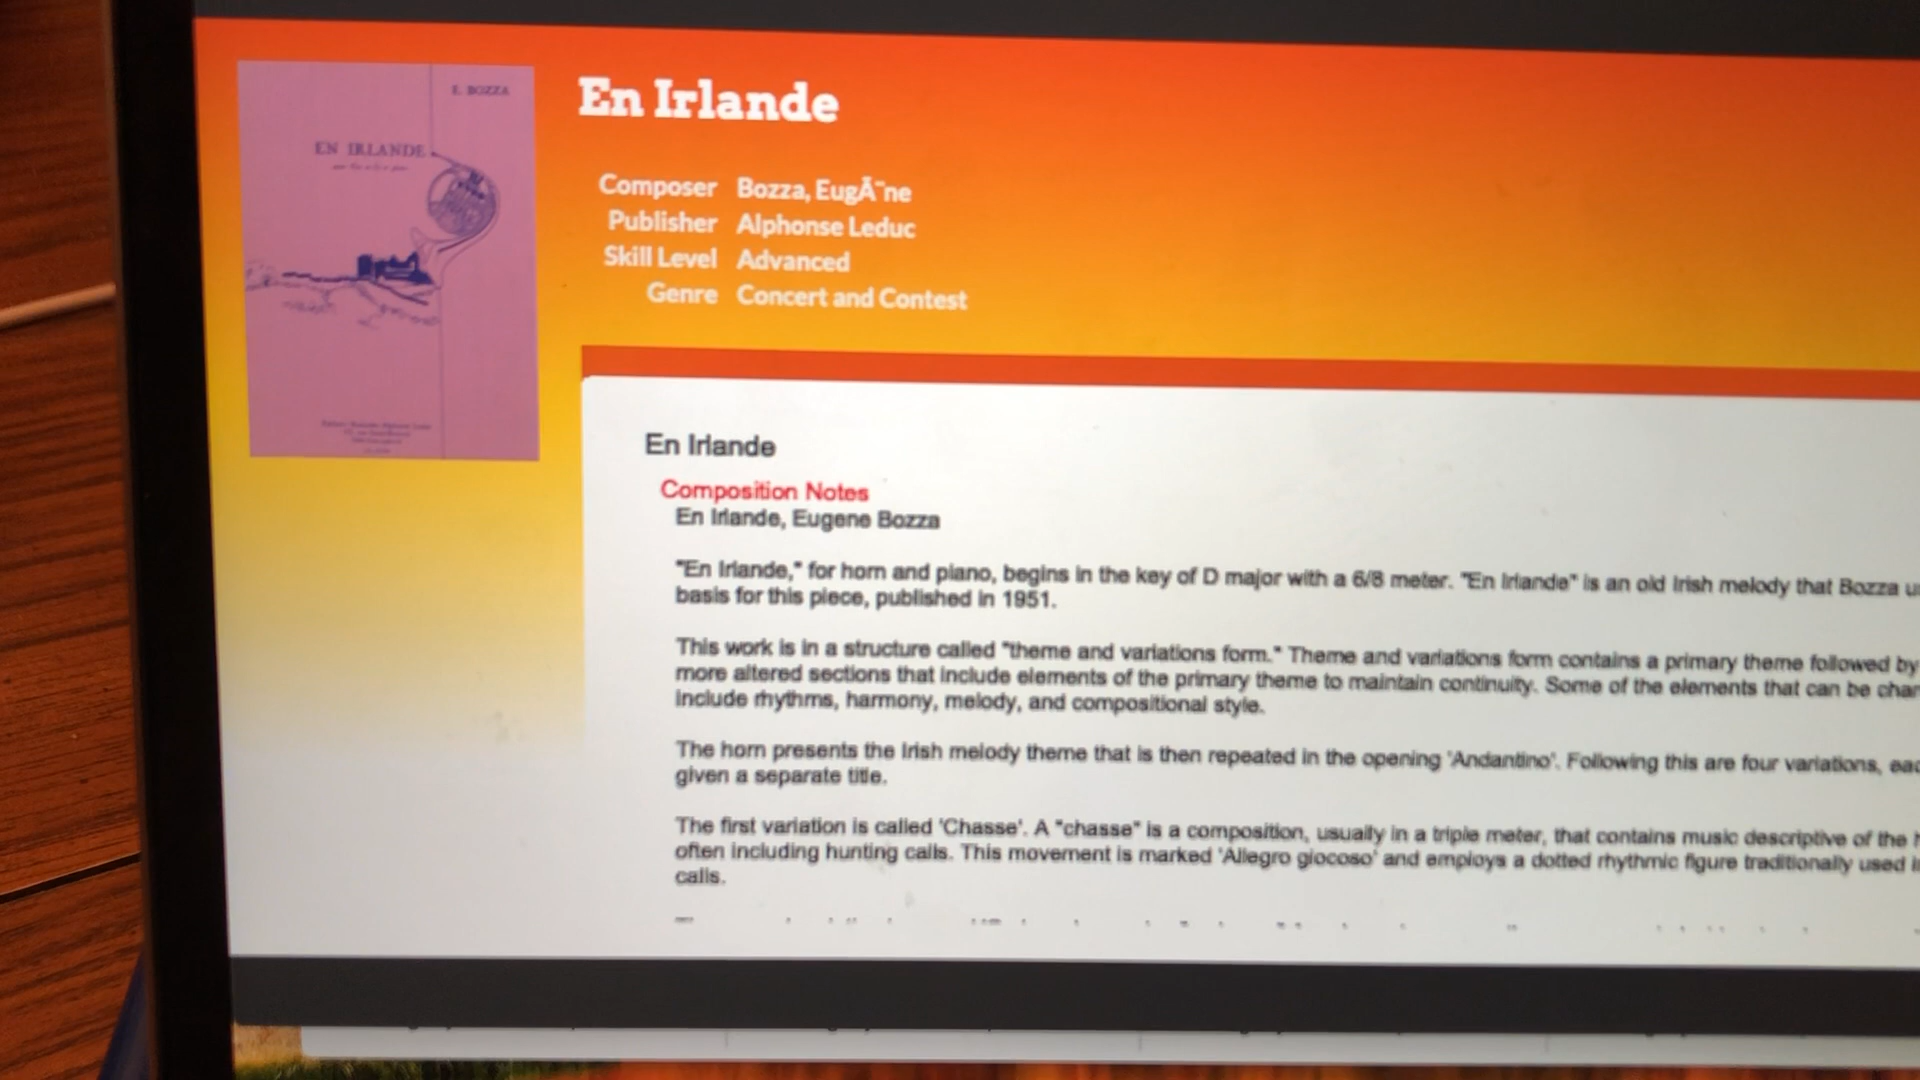 E. BOZZA
EN IRLANDE
En Irlande
Composer Bozza, EugÃ¨ne
Publisher Alphonse Leduc
Skill Level Advanced
Genre Concert and Contest
En Irlande
Composition Notes
En Irlande, Eugene Bozza
"En Irlande," for horn and piano, begins in the key of D major with a 6/8 meter. "En Irlande" is an old Irish melody that Bozza
basis for this piece, published in 1951.
This work is in a structure called "theme and variations form." Theme and variations form contains a primary theme followed by
more altered sections that include elements of the primary theme to maintain continuity. Some of the elements that can be
include rhythms, harmony, melody, and compositional style.
The horn presents the Irish melody theme that is then repeated in the opening 'Andantino'. Following this are four variations,
given a separate title.
The first variation is called 'Chasse'. A "chasse" is a composition, usually in a triple meter, that contains music descriptive of the
often including hunting calls. This movement is marked 'Allegro giocoso' and employs a dotted rhythmic figure traditionally used
calls.